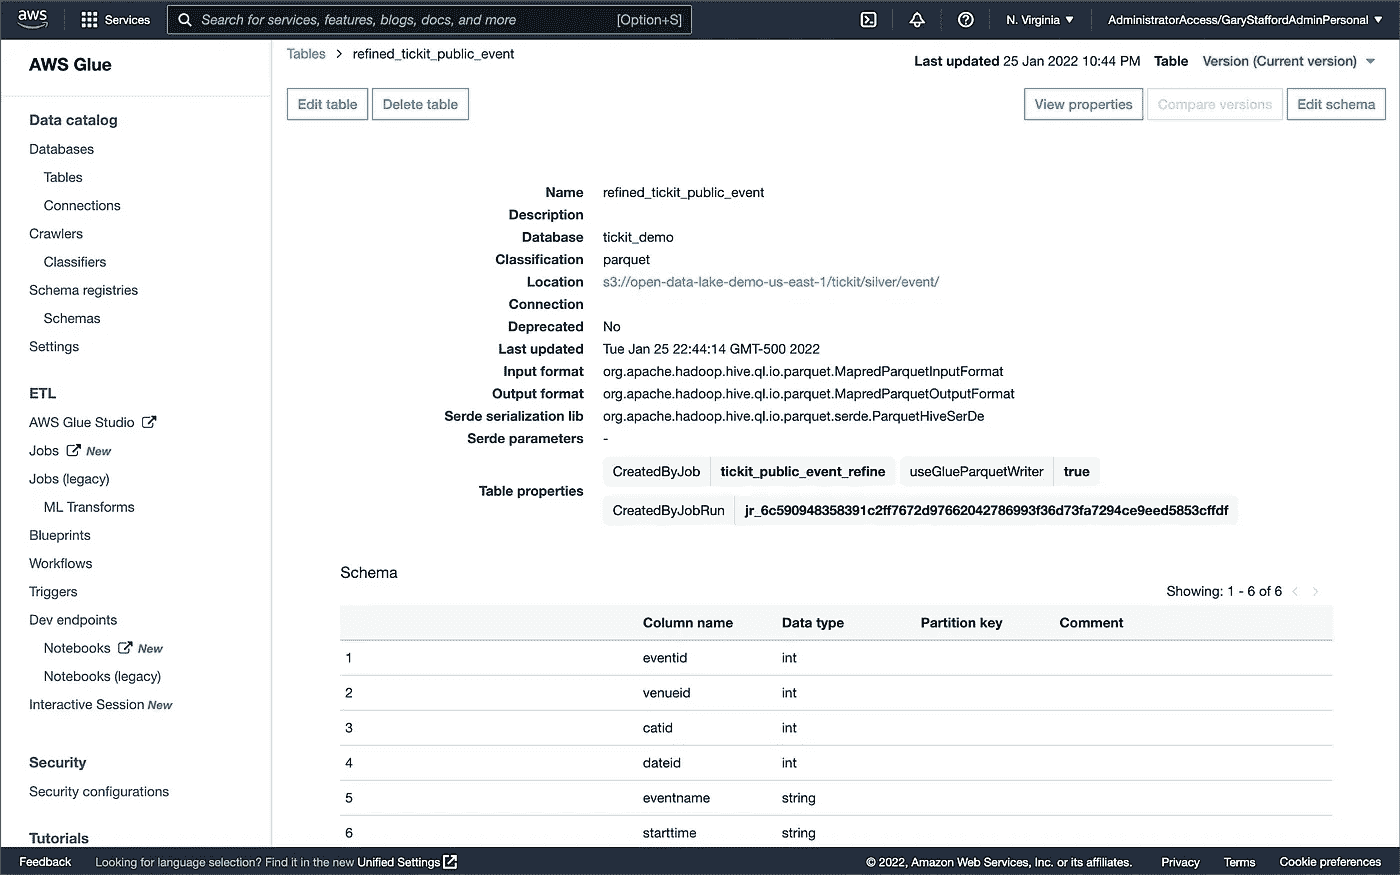 aws Services Search for services, features, blogs, docs, and more [Option+S] N. Virginia ▼ AdministratorAccess/GaryStaffordAdminPersonal ▼
AWS Glue
Data catalog
Databases
Tables
Connections
Crawlers
Classifiers
Schema registries
Schemas
Settings
ETL
AWS Glue Studio
Jobs New
Jobs (legacy)
ML Transforms
Blueprints
Workflows
Triggers
Dev endpoints
Notebooks New
Notebooks (legacy)
Interactive Session New
Security
Security configurations
Tutorials
Tables > refined_tickit_public_event
Last updated 25 Jan 2022 10:44 PM Table Version (Current version)
Edit table Delete table View properties Compare versions Edit schema
Name refined_tickit_public_event
Description
Database tickit_demo
Classification parquet
Location s3://open-data-lake-demo-us-east-1/tickit/silver/event/
Connection
Deprecated No
Last updated Tue Jan 25 22:44:14 GMT-500 2022
Input format org.apache.hadoop.hive.ql.io.parquet.MapredParquetInputFormat
Output format org.apache.hadoop.hive.ql.io.parquet.MapredParquetOutputFormat
Serde serialization lib org.apache.hadoop.hive.ql.io.parquet.serde.ParquetHiveSerDe
Serde parameters -
Table properties
CreatedByJob tickit_public_event_refine useGlueParquetWriter true
CreatedByJobRun jr_6c590948358391c2ff7672d97662042786993f36d73fa7294ce9eed5853cffdf
Schema
Showing: 1 - 6 of 6 < >
Column name Data type Partition key Comment
1 eventid int
2 venueid int
3 catid int
4 dateid int
5 eventname string
6 starttime string
Feedback Looking for language selection? Find it in the new Unified Settings © 2022, Amazon Web Services, Inc. or its affiliates. Privacy Terms Cookie preferences